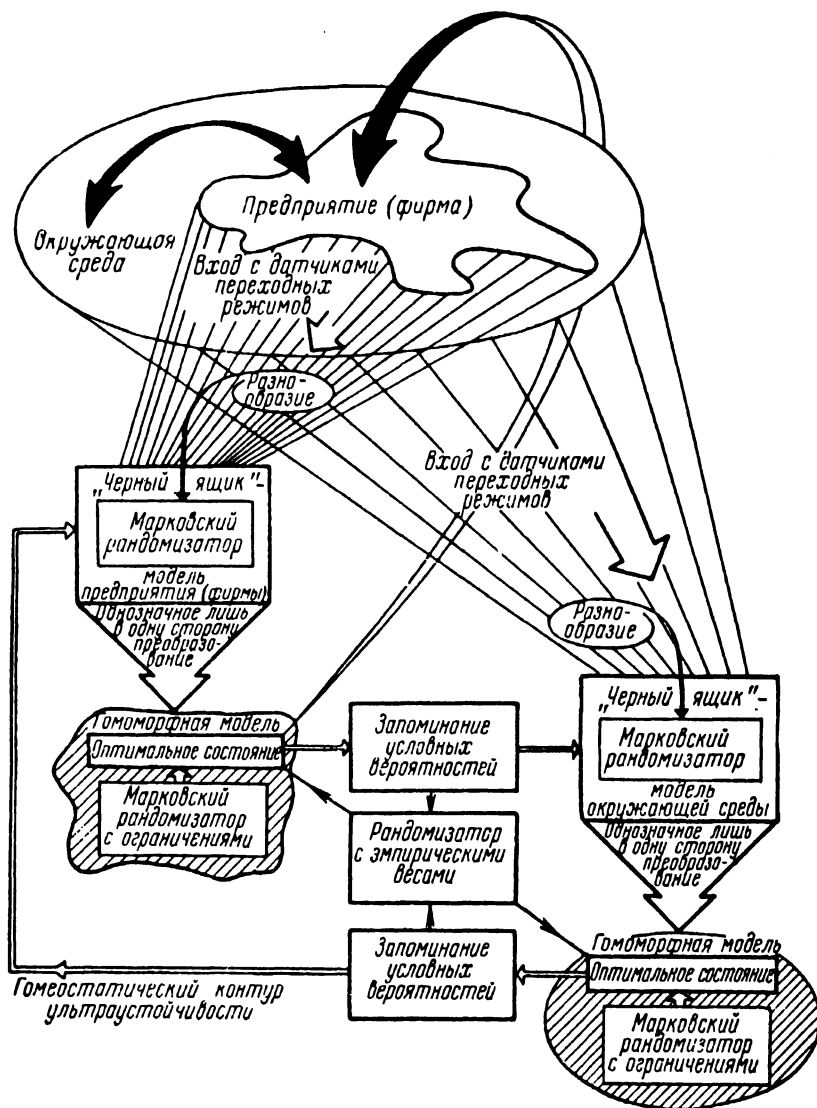 Предприятие (фирма)
Окружающая
среда
Вход с датчиками
переходных
режимов
Разно-
образие
Вход с датчиками
переходных
режимов
„Черный ящик"-
Марковский
рандомизатор
модель
предприятия (фирмы)
Однозначное лишь
в одну сторону
преобразо-
вание
Разно-
образие
„Черный ящик"-
Марковский
рандомизатор
модель
окружающей среды
Однозначное лишь
в одну сторону
преобразо-
вание
Гомоморфная модель
Оптимальное состояние
Марковский
рандомизатор
с ограничениями
Запоминание
условных
вероятностей
Рандомизатор
с эмпирическими
весами
Запоминание
условных
вероятностей
Гомеостатический контур
ультраустойчивости
Гомоморфная модель
Оптимальное состояние
Марковский
рандомизатор
с ограничениями